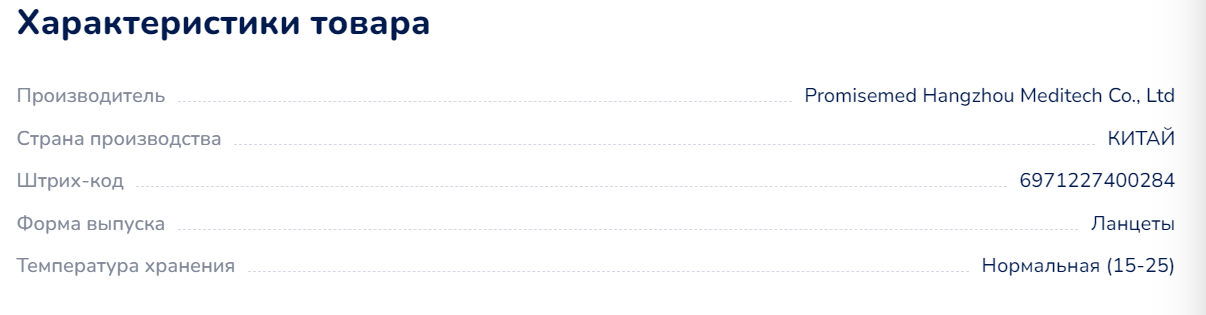 Характеристики товара
Производитель Promisemed Hangzhou Meditech Co., Ltd
Страна производства КИТАЙ
Штрих-код 6971227400284
Форма выпуска Ланцеты
Температура хранения Нормальная (15-25)